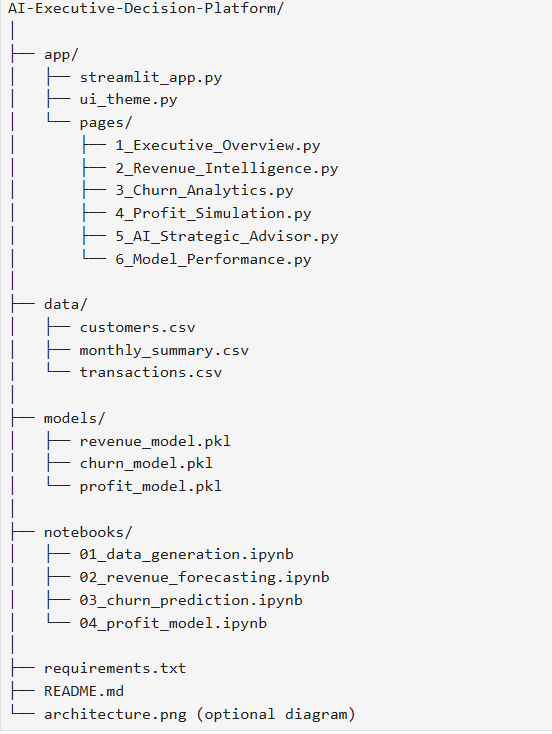 AI-Executive-Decision-Platform/
│
├── app/
│   ├── streamlit_app.py
│   ├── ui_theme.py
│   └── pages/
│       ├── 1_Executive_Overview.py
│       ├── 2_Revenue_Intelligence.py
│       ├── 3_Churn_Analytics.py
│       ├── 4_Profit_Simulation.py
│       ├── 5_AI_Strategic_Advisor.py
│       └── 6_Model_Performance.py
│
├── data/
│   ├── customers.csv
│   ├── monthly_summary.csv
│   └── transactions.csv
│
├── models/
│   ├── revenue_model.pkl
│   ├── churn_model.pkl
│   └── profit_model.pkl
│
├── notebooks/
│   ├── 01_data_generation.ipynb
│   ├── 02_revenue_forecasting.ipynb
│   ├── 03_churn_prediction.ipynb
│   └── 04_profit_model.ipynb
│
├── requirements.txt
├── README.md
└── architecture.png (optional diagram)